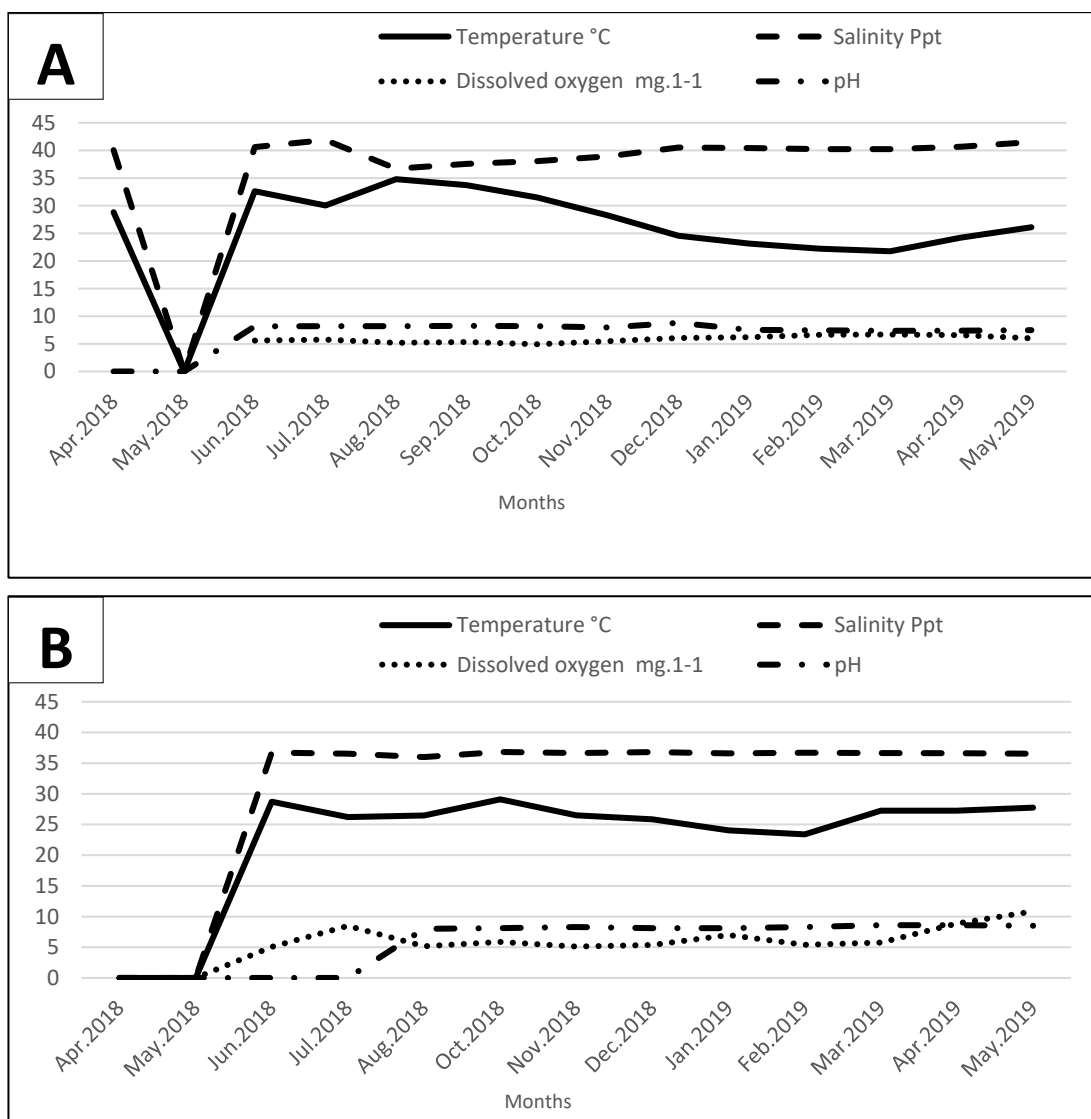 A
Temperature °C Salinity Ppt
Dissolved oxygen mg.1-1 pH
45
40
35
30
25
20
15
10
5
0
Apr.2018 May.2018 Jun.2018 Jul.2018 Aug.2018 Sep.2018 Oct.2018 Nov.2018 Dec.2018 Jan.2019 Feb.2019 Mar.2019 Apr.2019 May.2019
Months
B
Temperature °C Salinity Ppt
Dissolved oxygen mg.1-1 pH
45
40
35
30
25
20
15
10
5
0
Apr.2018 May.2018 Jun.2018 Jul.2018 Aug.2018 Oct.2018 Nov.2018 Dec.2018 Jan.2019 Feb.2019 Mar.2019 Apr.2019 May.2019
Months